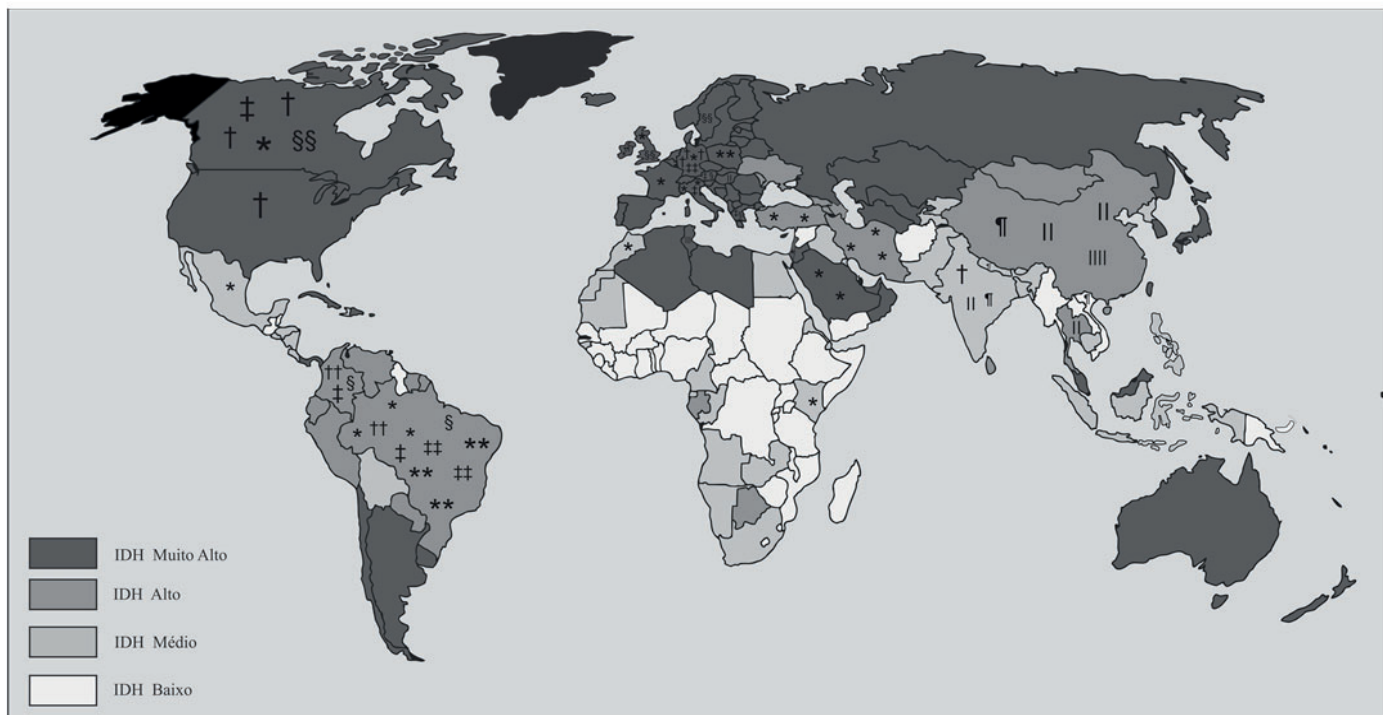 ‡ †
† * §§
†
*
†† §
‡
*
* †† * §
‡ ‡‡ **
** ‡‡
**
§§
**
*
* *
*
* *
*
*
*
*
*
† 
|| ¶
¶ || ||
||||
||
IDH Muito Alto
IDH Alto
IDH Médio
IDH Baixo